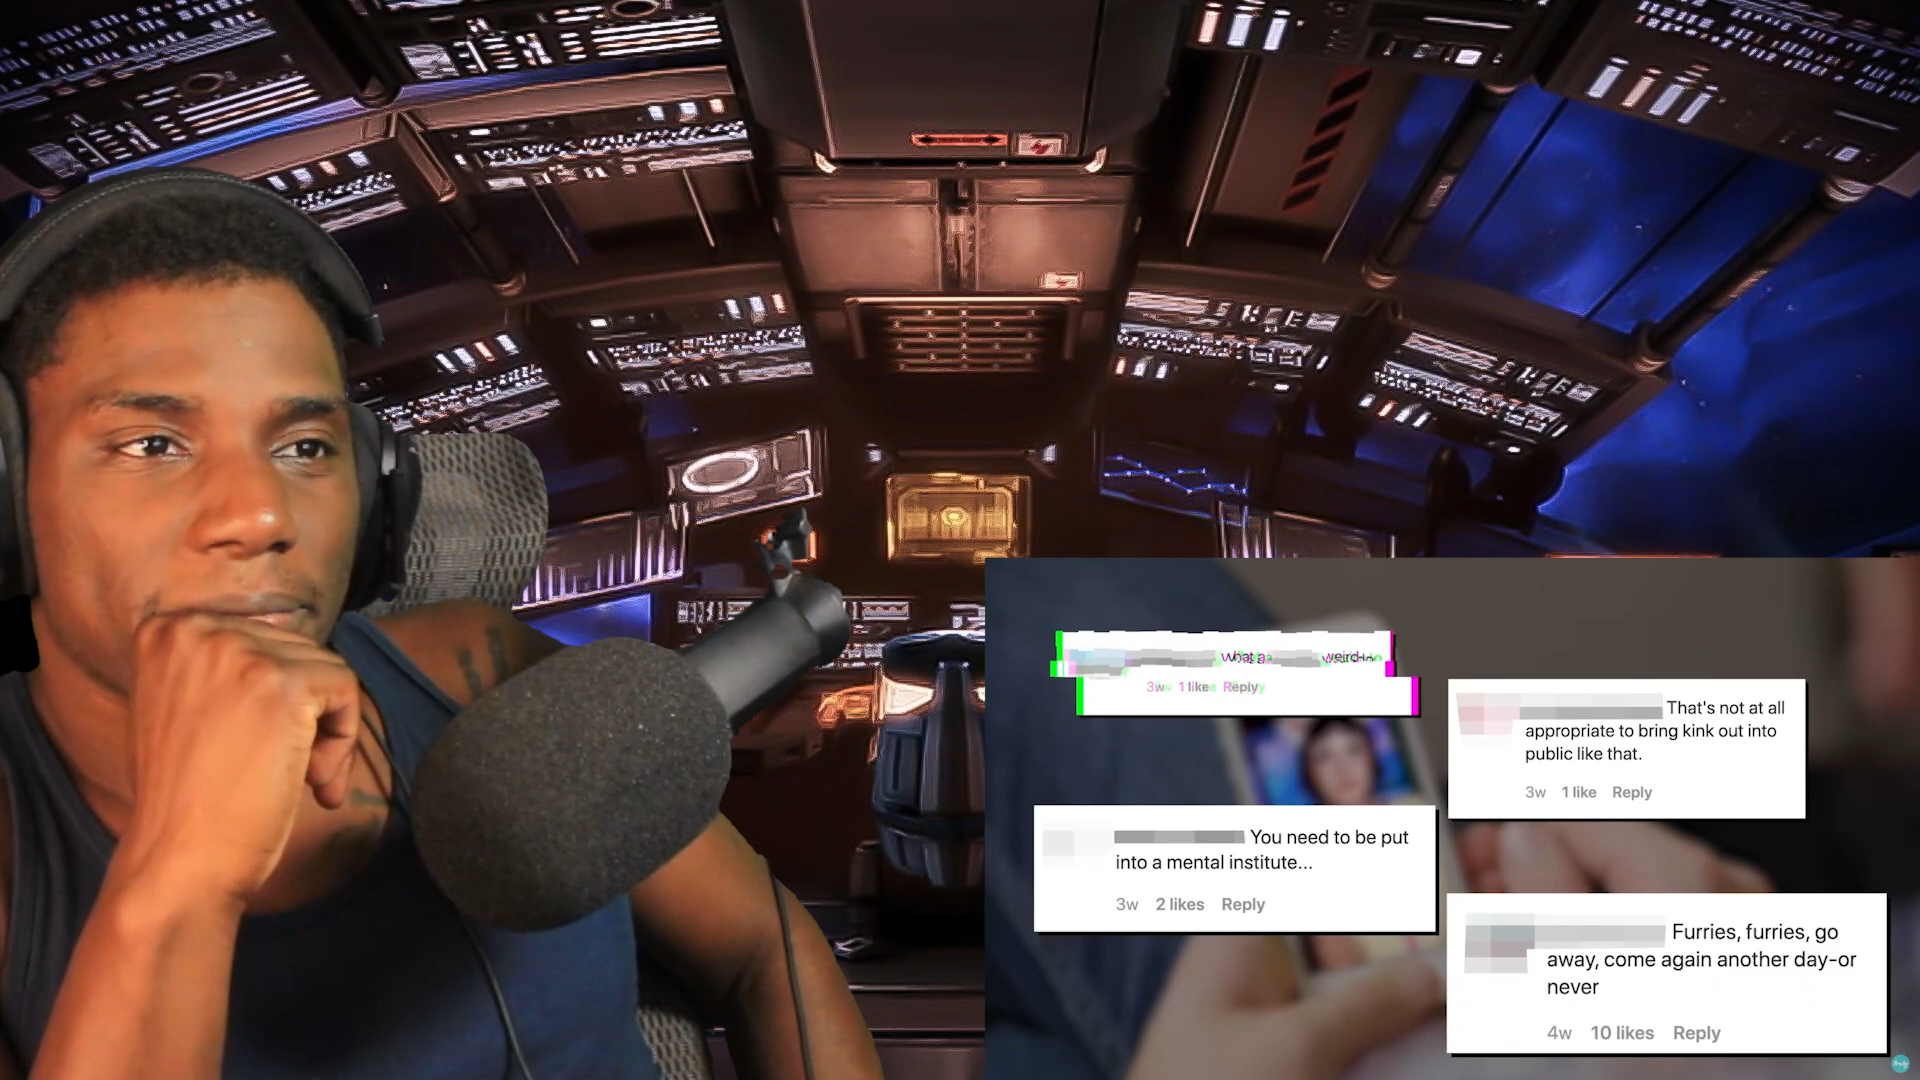 What a weird
3w 1 like Reply
That's not at all
appropriate to bring kink out into
public like that.
3w 1 like Reply
You need to be put
into a mental institute...
3w 2 likes Reply
Furries, furries, go
away, come again another day-or
never
4w 10 likes Reply